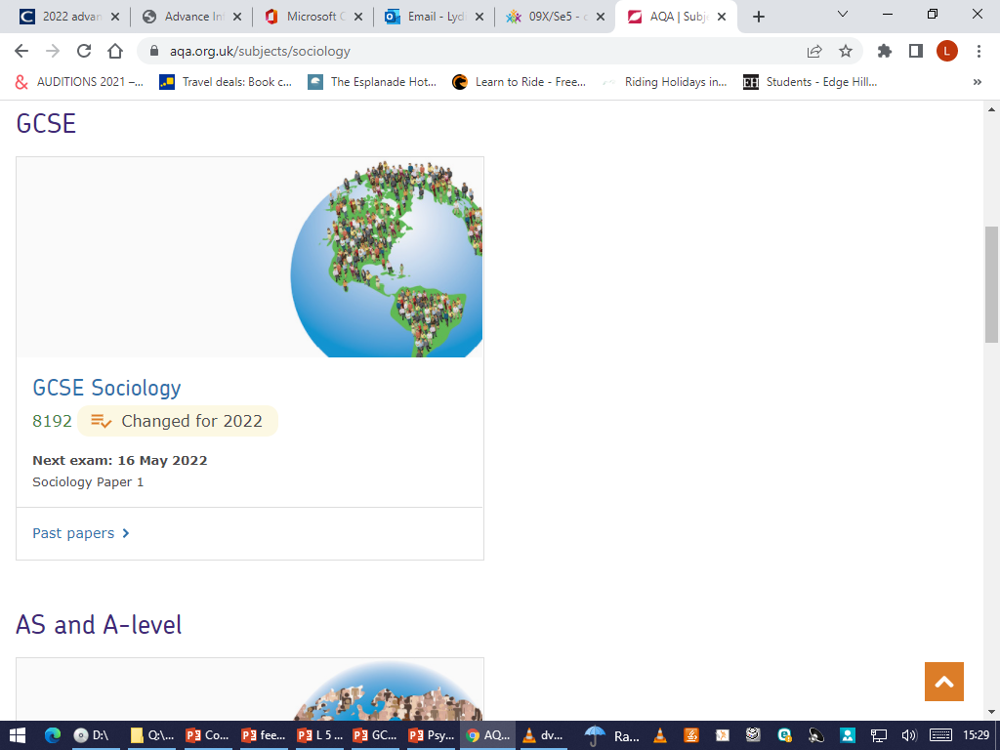 2022 advan
Advance In
Microsoft C
Email - Lyd
09X/Se5 - c
AQA | Subj
aqa.org.uk/subjects/sociology
L
AUDITIONS 2021 –...
Travel deals: Book c...
The Esplanade Hot...
Learn to Ride - Free...
Riding Holidays in...
EH
Students - Edge Hill...
»
GCSE
GCSE Sociology
8192
Changed for 2022
Next exam: 16 May 2022
Sociology Paper 1
Past papers
AS and A-level
D:\
Q:\...
Co...
fee...
L 5 ...
GC...
Psy...
AQ...
dv...
Ra...
15:29